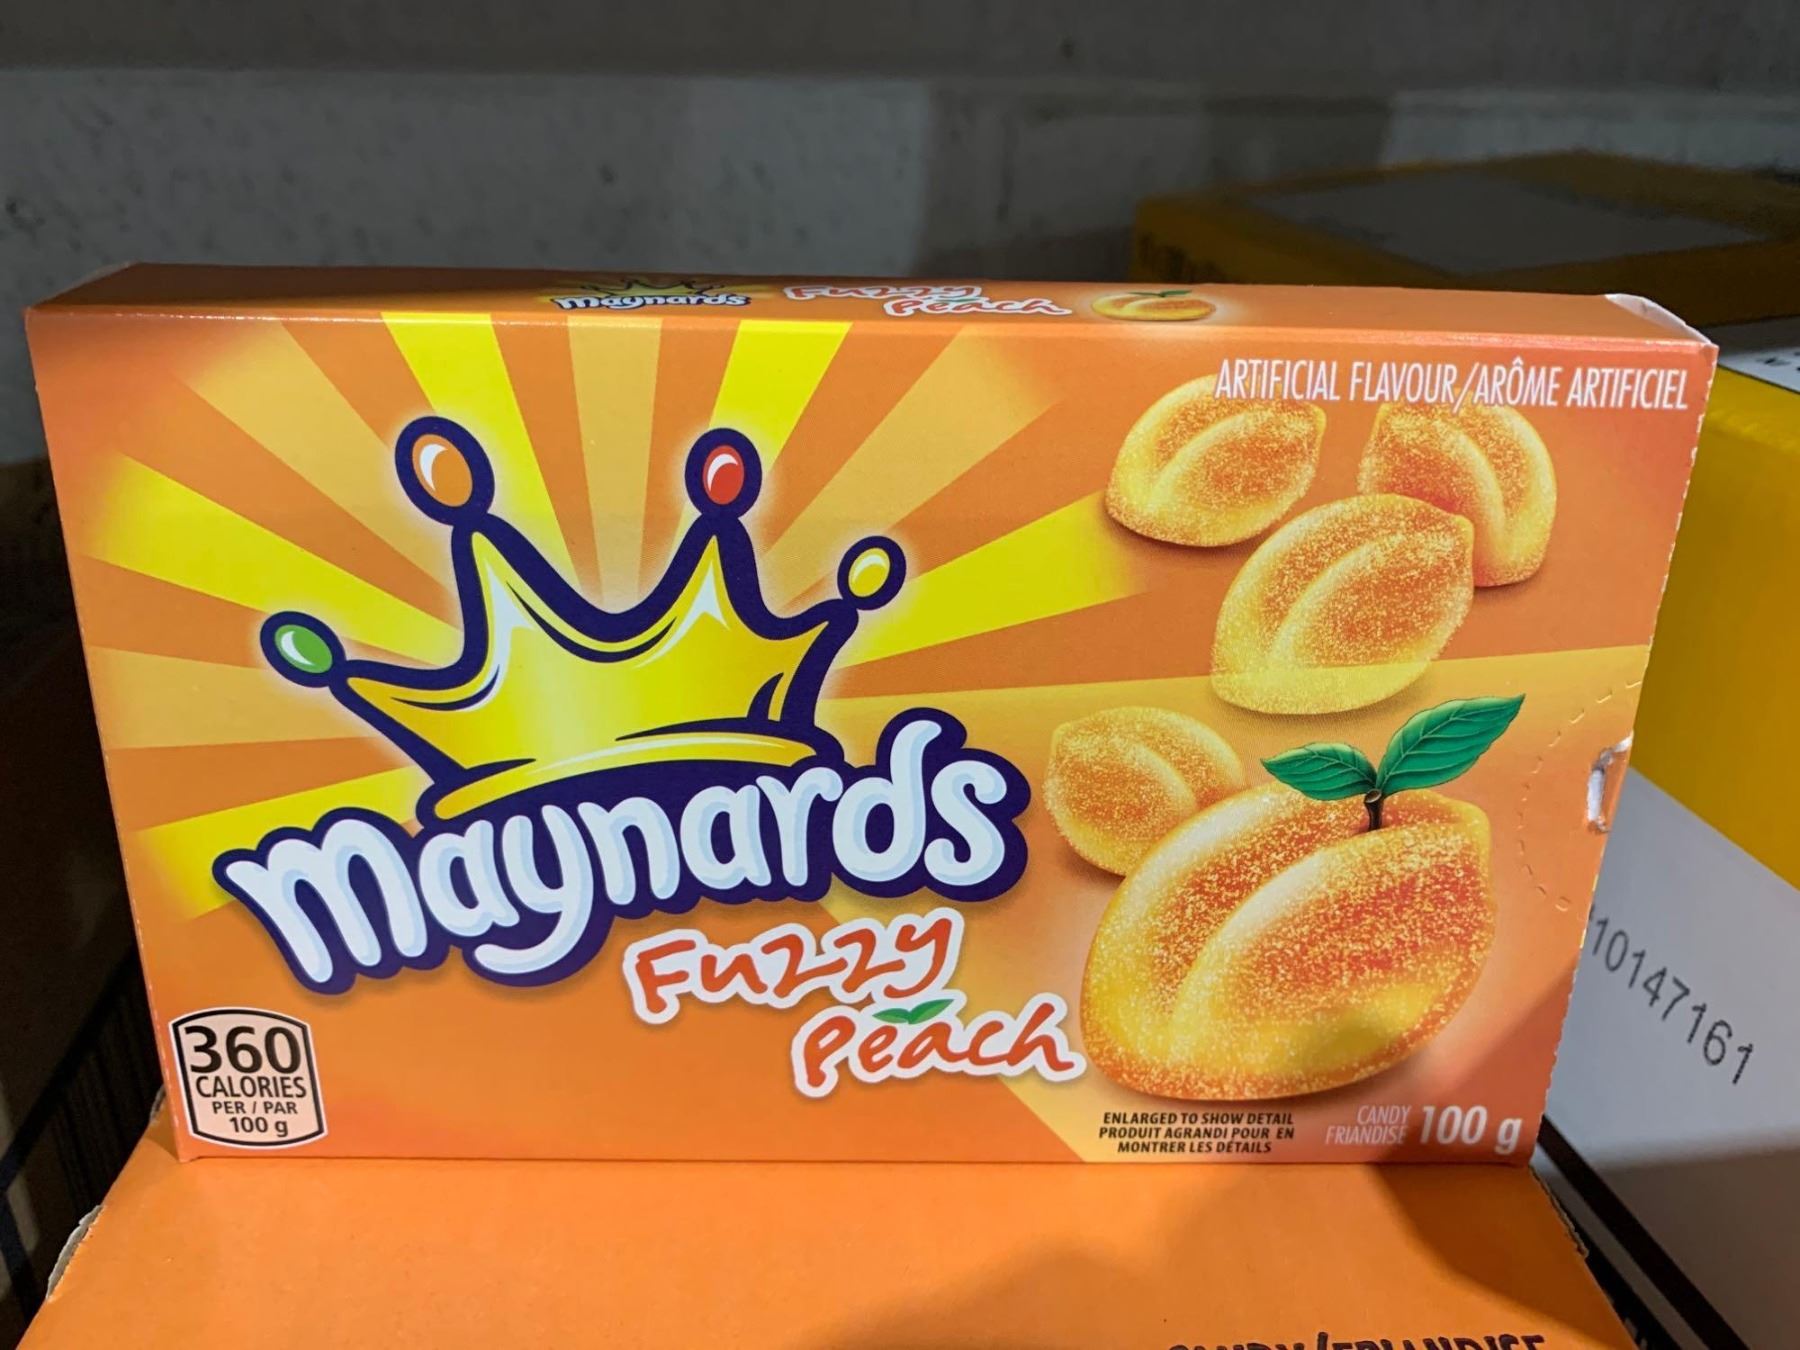 maynards Fuzzy Peach
ARTIFICIAL FLAVOUR/ARÔME ARTIFICIEL
maynards
Fuzzy
Peach
360
CALORIES
PER / PAR
100 g
ENLARGED TO SHOW DETAIL
PRODUIT AGRANDI POUR EN
MONTRER LES DÉTAILS
CANDY
FRIANDISE
100 g
10147161